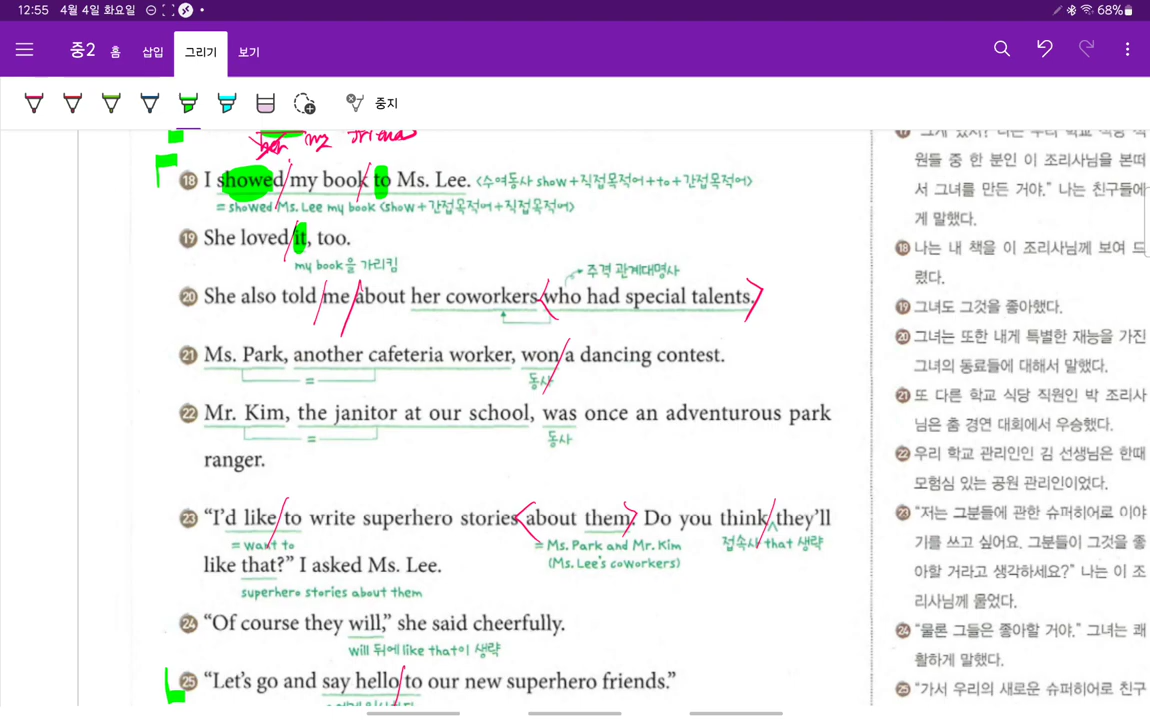 12:55 4월 4일 화요일
68%
중2 홈 삽입 그리기 보기
중지
my friend
⑱ I showed my book to Ms. Lee. <수여동사 show+직접목적어+to+간접목적어>
= showed Ms. Lee my book <show+간접목적어+직접목적어>
⑲ She loved it, too.
my book을 가리킴
주격 관계대명사
⑳ She also told me about her coworkers who had special talents.
㉑ Ms. Park, another cafeteria worker, won a dancing contest.
= 동사
㉒ Mr. Kim, the janitor at our school, was once an adventurous park
= 동사
ranger.
㉓ “I'd like to write superhero stories about them. Do you think they'll
= want to = Ms. Park and Mr. Kim 접속사 that 생략
(Ms. Lee's coworkers)
like that?” I asked Ms. Lee.
superhero stories about them
㉔ “Of course they will,” she said cheerfully.
will 뒤에 like that이 생략
㉕ “Let's go and say hello to our new superhero friends.”
원들 중 한 분인 이 조리사님을 본떠
서 그녀를 만든 거야.” 나는 친구들에
게 말했다.
⑱ 나는 내 책을 이 조리사님께 보여 드
렸다.
⑲ 그녀도 그것을 좋아했다.
⑳ 그녀는 또한 내게 특별한 재능을 가진
그녀의 동료들에 대해서 말했다.
㉑ 또 다른 학교 식당 직원인 박 조리사
님은 춤 경연 대회에서 우승했다.
㉒ 우리 학교 관리인인 김 선생님은 한때
모험심 있는 공원 관리인이었다.
㉓ “저는 그분들에 관한 슈퍼히어로 이야
기를 쓰고 싶어요. 그분들이 그것을 좋
아할 거라고 생각하세요?” 나는 이 조
리사님께 물었다.
㉔ “물론 그들은 좋아할 거야.” 그녀는 쾌
활하게 말했다.
㉕ “가서 우리의 새로운 슈퍼히어로 친구